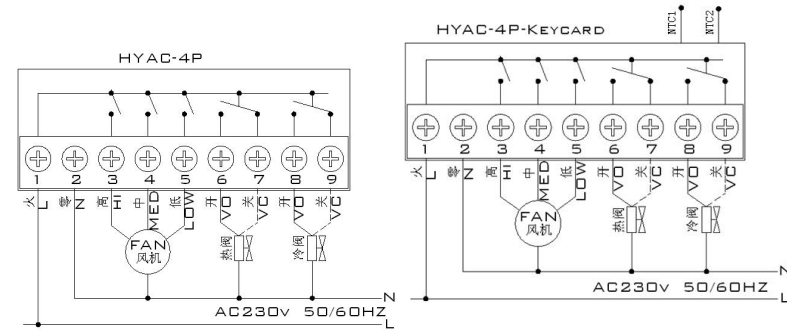 HYAC-4P
1 2 3 4 5 6 7 8 9
火 L 零 N 高 HI 中 MED 低 LOW 开 VO 关 VC 开 VO 关 VC
FAN
风机
热阀
冷阀
N
AC230V 50/60HZ
L
NTC1
NTC2
HYAC-4P-KEYCARD
1 2 3 4 5 6 7 8 9
火 L 零 N 高 HI 中 MED 低 LOW 开 VO 关 VC 开 VO 关 VC
FAN
风机
热阀
冷阀
N
AC230V 50/60HZ
L